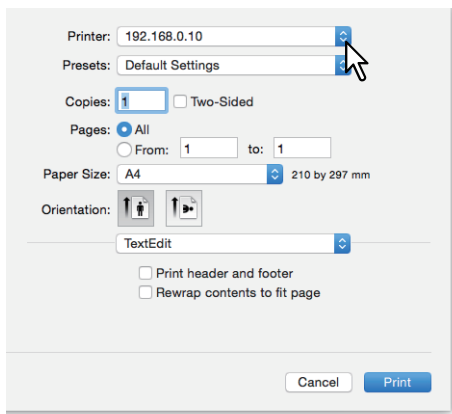 Printer: 192.168.0.10
Presets: Default Settings
Copies: 1 Two-Sided
Pages: All
From: 1 to: 1
Paper Size: A4 210 by 297 mm
Orientation:
TextEdit
Print header and footer
Rewrap contents to fit page
Cancel Print